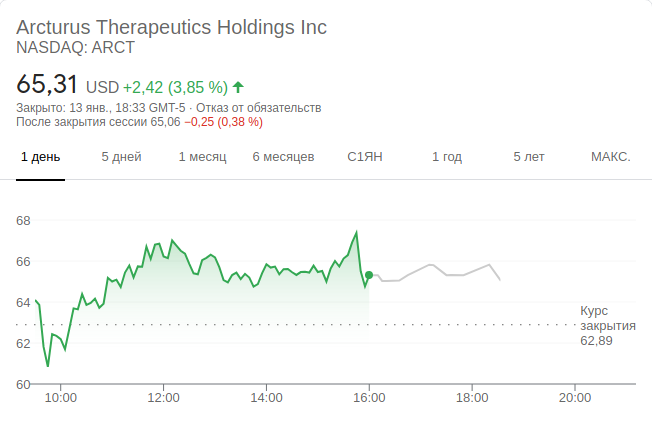 Arcturus Therapeutics Holdings Inc
NASDAQ: ARCT
65,31 USD +2,42 (3,85 %)
Закрыто: 13 янв., 18:33 GMT-5 · Отказ от обязательств
После закрытия сессии 65,06 −0,25 (0,38 %)
1 день 5 дней 1 месяц 6 месяцев С1ЯН 1 год 5 лет МАКС.
68
66
64
Курс
закрытия
62,89
62
60
10:00 12:00 14:00 16:00 18:00 20:00